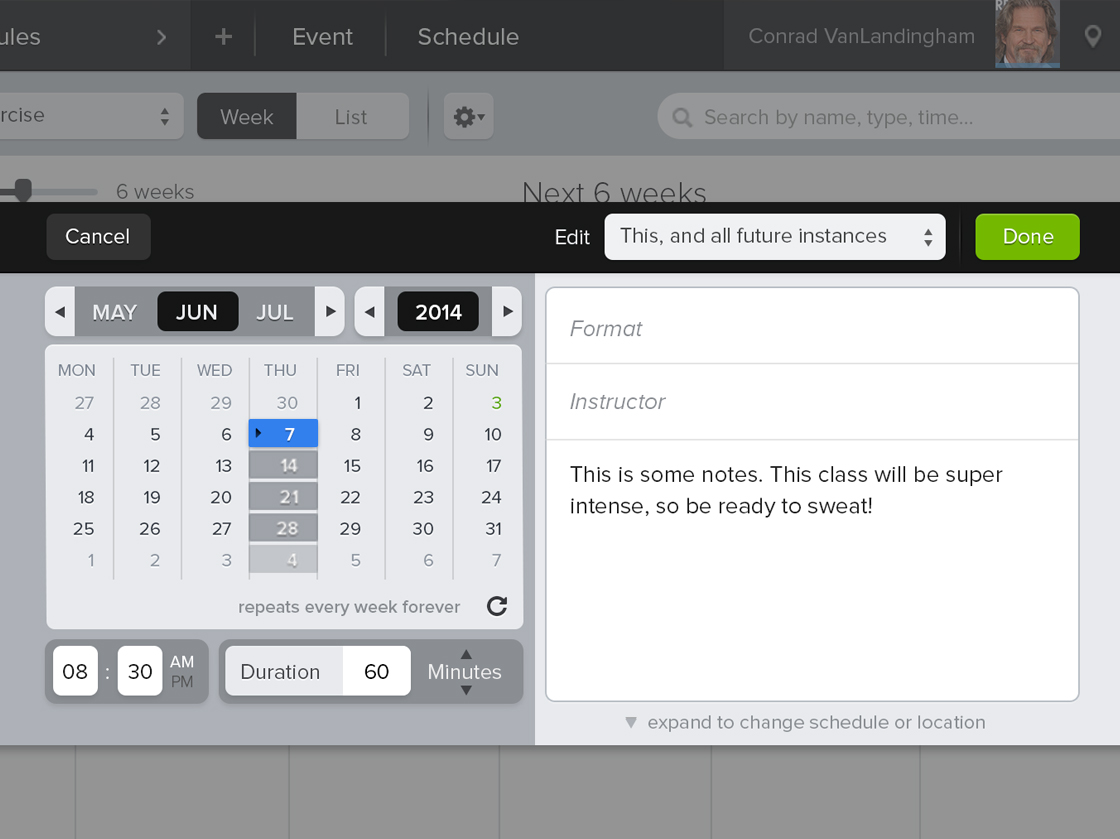 ules + Event Schedule Conrad VanLandingham
rcise Week List Search by name, type, time...
6 weeks Next 6 weeks
Cancel Edit This, and all future instances Done
MAY JUN JUL 2014
MON TUE WED THU FRI SAT SUN
27 28 29 30 1 2 3
4 5 6 7 8 9 10
11 12 13 14 15 16 17
18 19 20 21 22 23 24
25 26 27 28 29 30 31
1 2 3 4 5 6 7
repeats every week forever
08 : 30 AM PM Duration 60 Minutes
Format
Instructor
This is some notes. This class will be super
intense, so be ready to sweat!
expand to change schedule or location